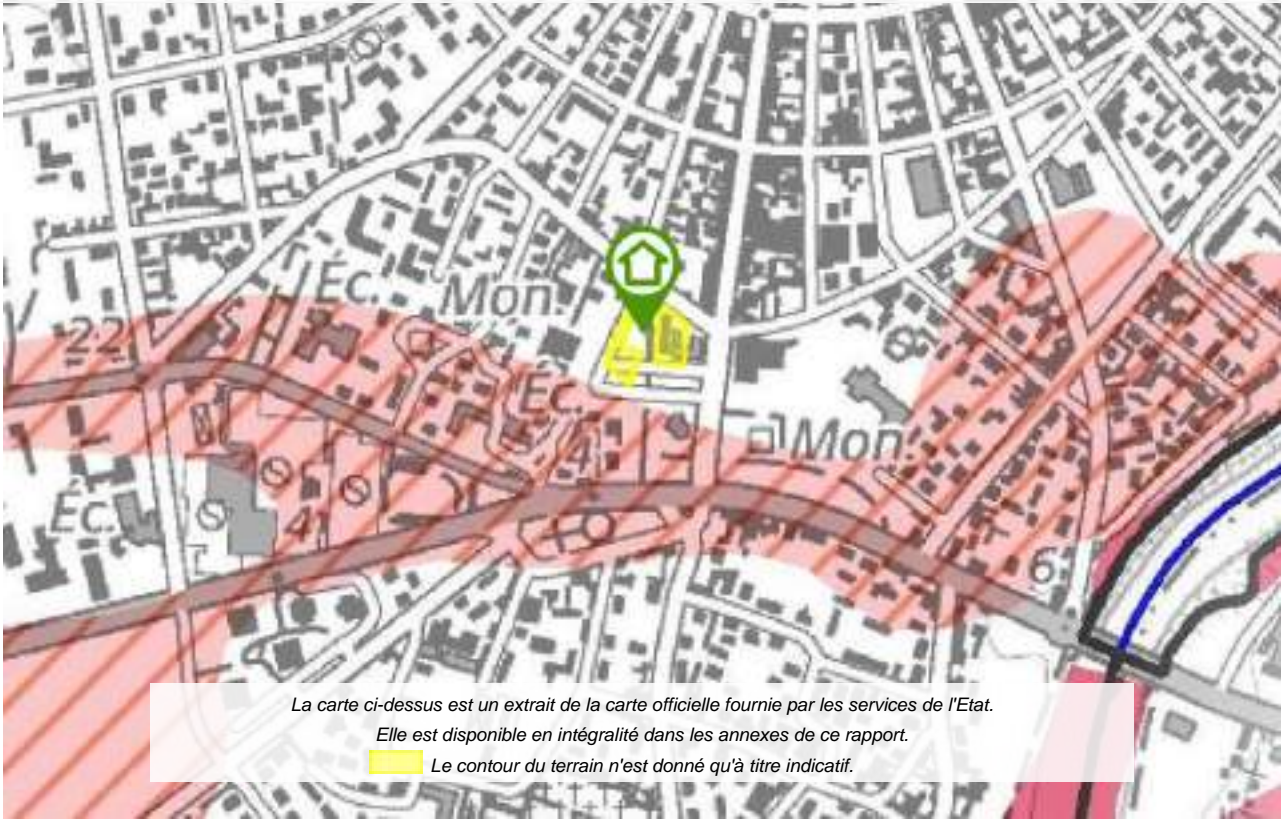 Éc.
Mon.
22
Éc.
Mon.
4
Éc.
41
6
La carte ci-dessus est un extrait de la carte officielle fournie par les services de l'Etat.
Elle est disponible en intégralité dans les annexes de ce rapport.
Le contour du terrain n'est donné qu'à titre indicatif.